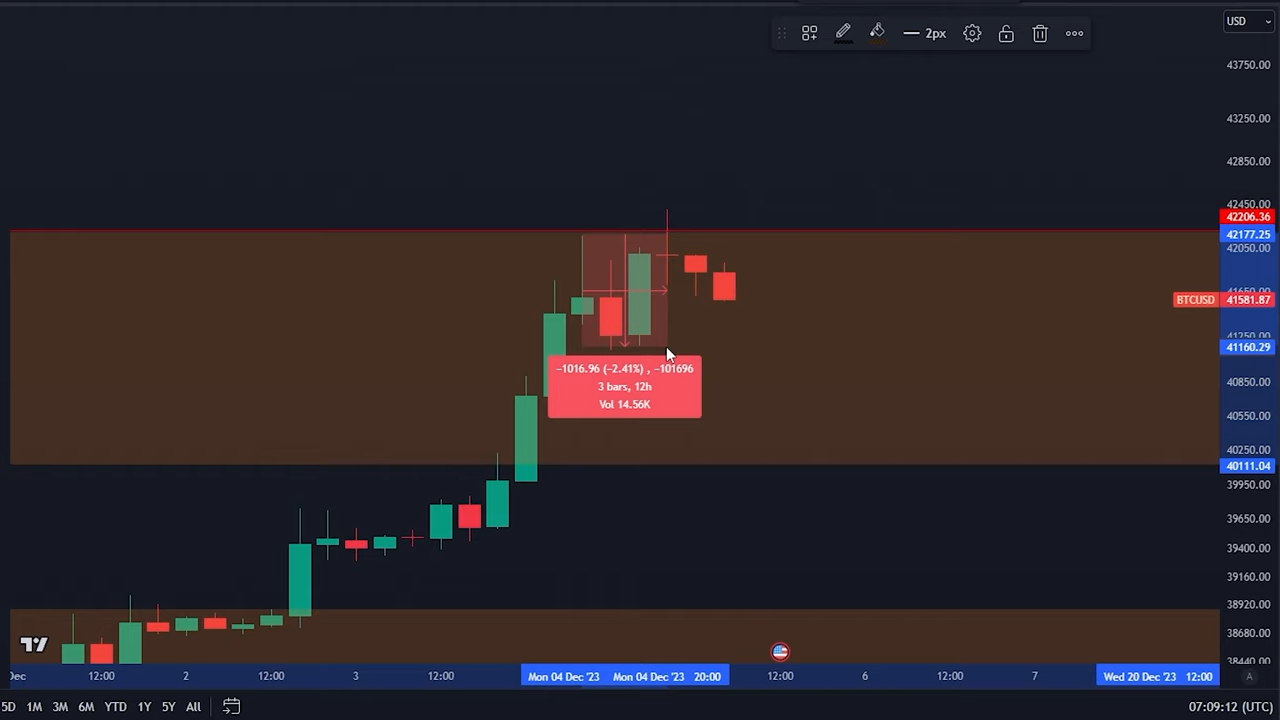 USD
2px
43750.00
43250.00
42850.00
42450.00
42206.36
42177.25
42050.00
BTCUSD 41581.87
41160.29
40850.00
40550.00
40250.00
40111.04
39950.00
39650.00
39400.00
39160.00
38920.00
38680.00
38440.00
−1016.96 (−2.41%) , −101696
3 bars, 12h
Vol 14.56K
Dec 12:00 2 12:00 3 12:00 Mon 04 Dec '23 Mon 04 Dec '23 20:00 12:00 6 12:00 7 Wed 20 Dec '23 12:00 A
5D 1M 3M 6M YTD 1Y 5Y All 07:09:12 (UTC)